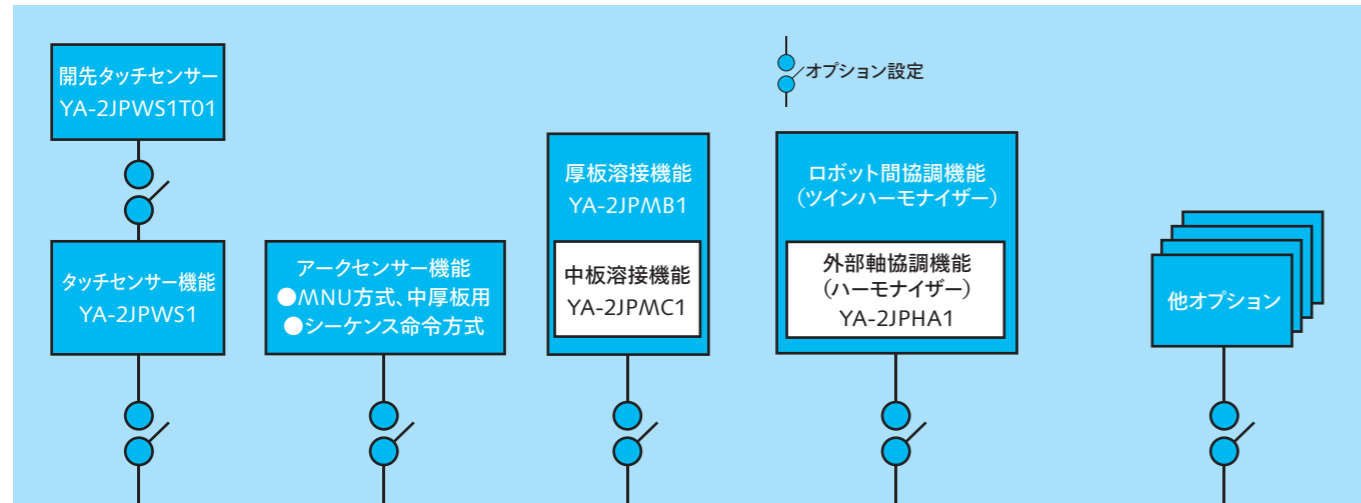 開先タッチセンサー
YA-2JPWS1T01
オプション設定
タッチセンサー機能
YA-2JPWS1
アークセンサー機能
●MNU方式、中厚板用
●シーケンス命令方式
厚板溶接機能
YA-2JPMB1
中板溶接機能
YA-2JPMC1
ロボット間協調機能
(ツインハーモナイザー)
外部軸協調機能
(ハーモナイザー)
YA-2JPHA1
他オプション